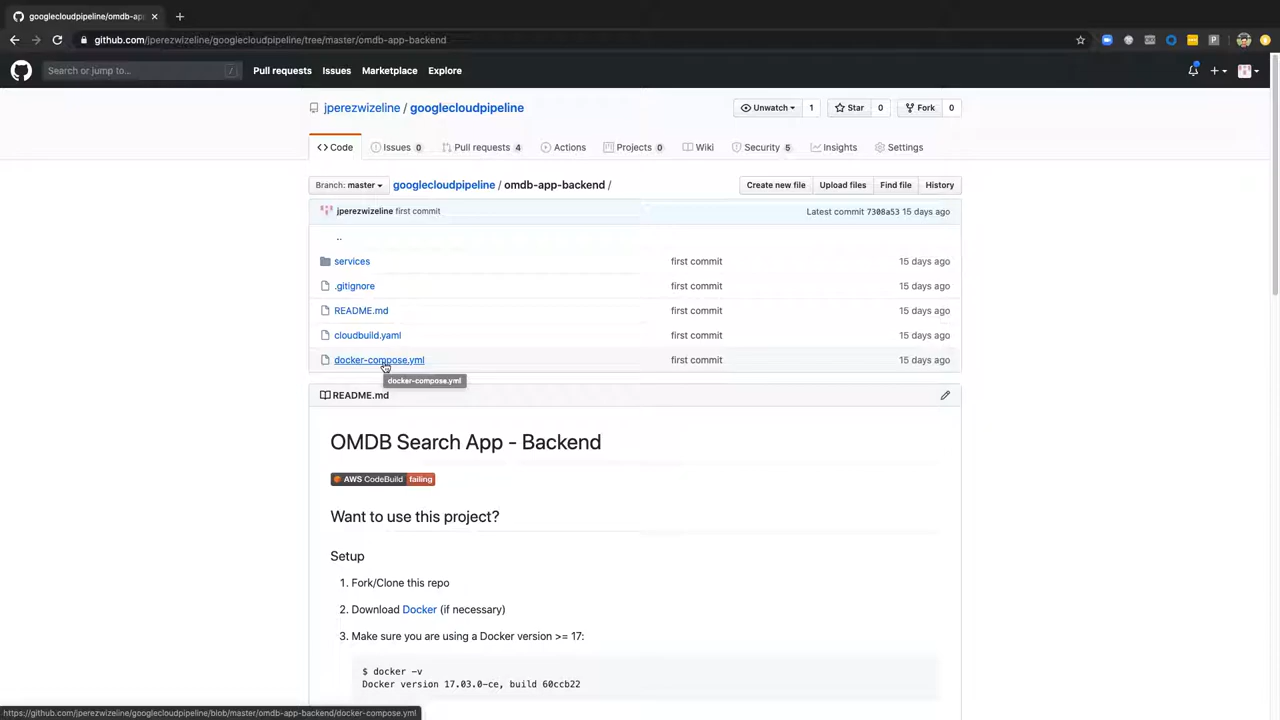 googlecloudpipeline/omdb-app-
github.com/jperezwizeline/googlecloudpipeline/tree/master/omdb-app-backend
Search or jump to... / Pull requests Issues Marketplace Explore
jperezwizeline / googlecloudpipeline Unwatch 1 Star 0 Fork 0
Code Issues 0 Pull requests 4 Actions Projects 0 Wiki Security 5 Insights Settings
Branch: master googlecloudpipeline / omdb-app-backend / Create new file Upload files Find file History
jperezwizeline first commit Latest commit 7308a53 15 days ago
..
services first commit 15 days ago
.gitignore first commit 15 days ago
README.md first commit 15 days ago
cloudbuild.yaml first commit 15 days ago
docker-compose.yml first commit 15 days ago
docker-compose.yml
README.md
OMDB Search App - Backend
AWS CodeBuild failing
Want to use this project?
Setup
1. Fork/Clone this repo
2. Download Docker (if necessary)
3. Make sure you are using a Docker version >= 17:
$ docker -v
Docker version 17.03.0-ce, build 60ccb22
https://github.com/jperezwizeline/googlecloudpipeline/blob/master/omdb-app-backend/docker-compose.yml